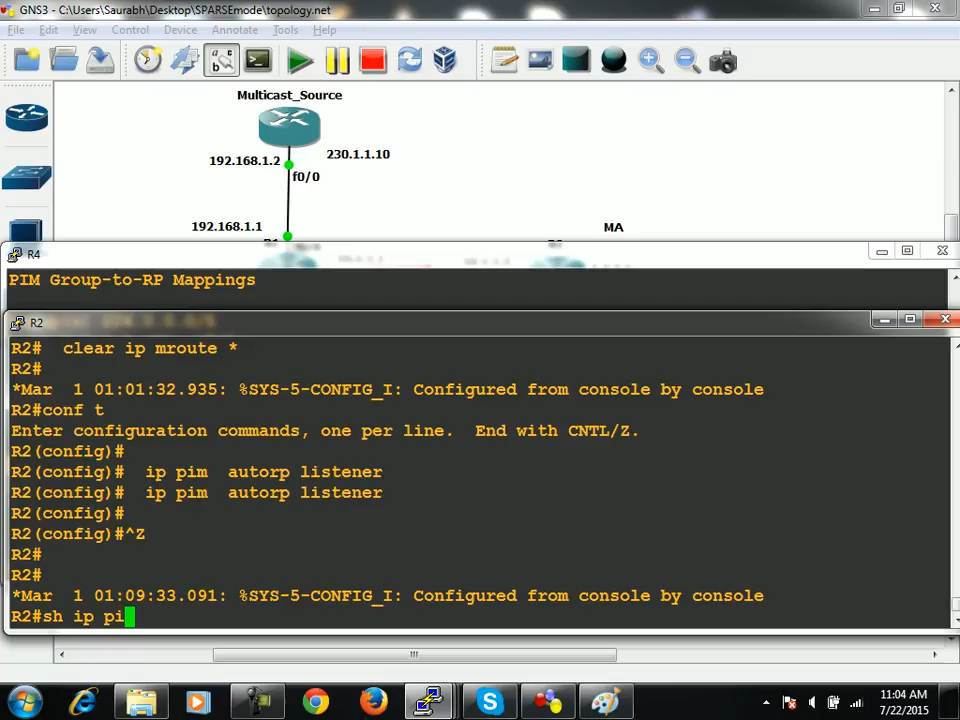 GNS3 - C:\Users\Saurabh\Desktop\SPARSEmode\topology.net
File Edit View Control Device Annotate Tools Help
Multicast_Source
192.168.1.2
230.1.1.10
f0/0
192.168.1.1
MA
R4
PIM Group-to-RP Mappings
R2
R2#  clear ip mroute *
R2#
*Mar  1 01:01:32.935: %SYS-5-CONFIG_I: Configured from console by console
R2#conf t
Enter configuration commands, one per line.  End with CNTL/Z.
R2(config)#
R2(config)#  ip pim  autorp listener
R2(config)#  ip pim  autorp listener
R2(config)#
R2(config)#^Z
R2#
R2#
*Mar  1 01:09:33.091: %SYS-5-CONFIG_I: Configured from console by console
R2#sh ip pi
11:04 AM
7/22/2015